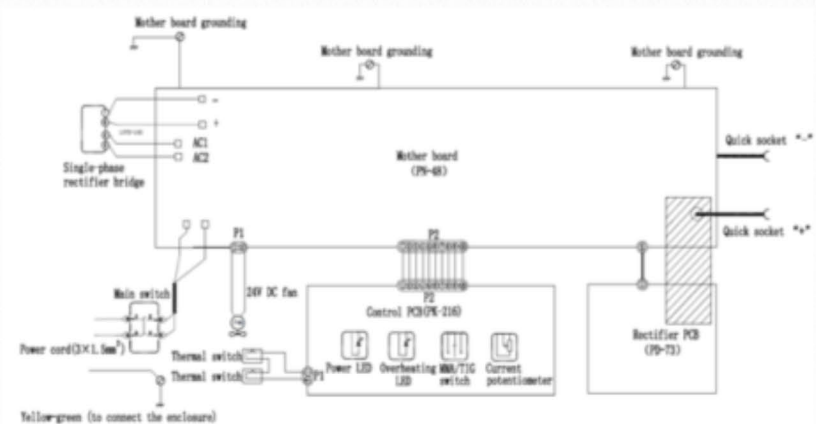 Mother board grounding
Mother board grounding
Mother board grounding
-
+
AC1
AC2
Single-phase
rectifier bridge
Mother board
(PN-48)
Quick socket "-"
Quick socket "+"
P1
P2
24V DC fan
P2
Control PCB(PK-216)
Main switch
Power cord(3×1.5mm²)
Thermal switch
Thermal switch
P1
Power LED
Overheating
LED
MMA/TIG
switch
Current
potentiometer
Rectifier PCB
(PD-73)
Yellow-green (to connect the enclosure)